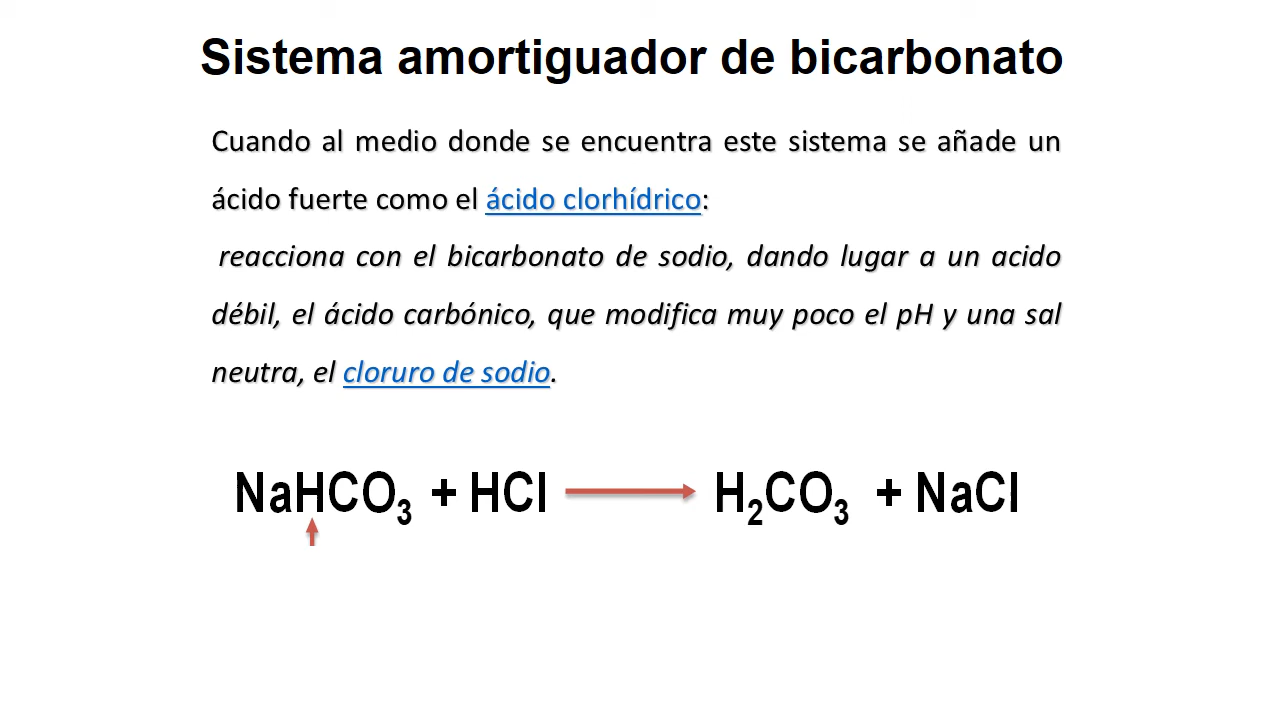 Sistema amortiguador de bicarbonato
Cuando al medio donde se encuentra este sistema se añade un
ácido fuerte como el ácido clorhídrico:
reacciona con el bicarbonato de sodio, dando lugar a un acido
débil, el ácido carbónico, que modifica muy poco el pH y una sal
neutra, el cloruro de sodio.
NaHCO₃ + HCl → H₂CO₃ + NaCl